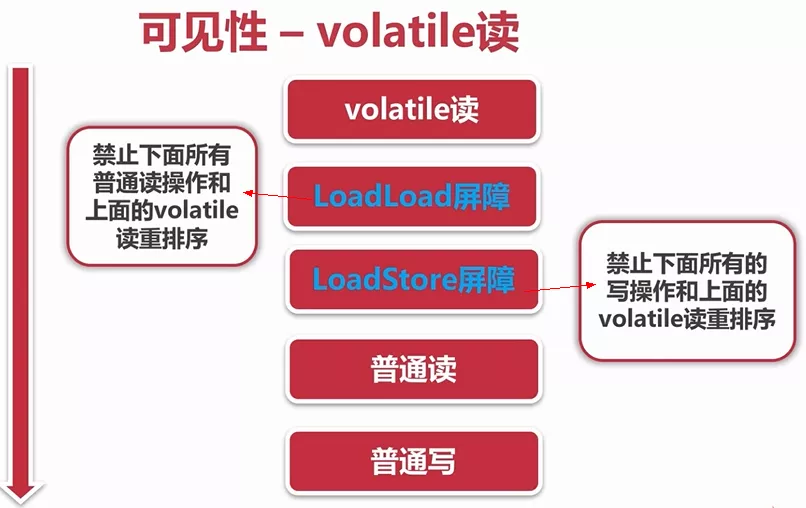 可见性 – volatile读
volatile读
禁止下面所有
普通读操作和
上面的volatile
读重排序
LoadLoad屏障
LoadStore屏障
禁止下面所有的
写操作和上面的
volatile读重排序
普通读
普通写